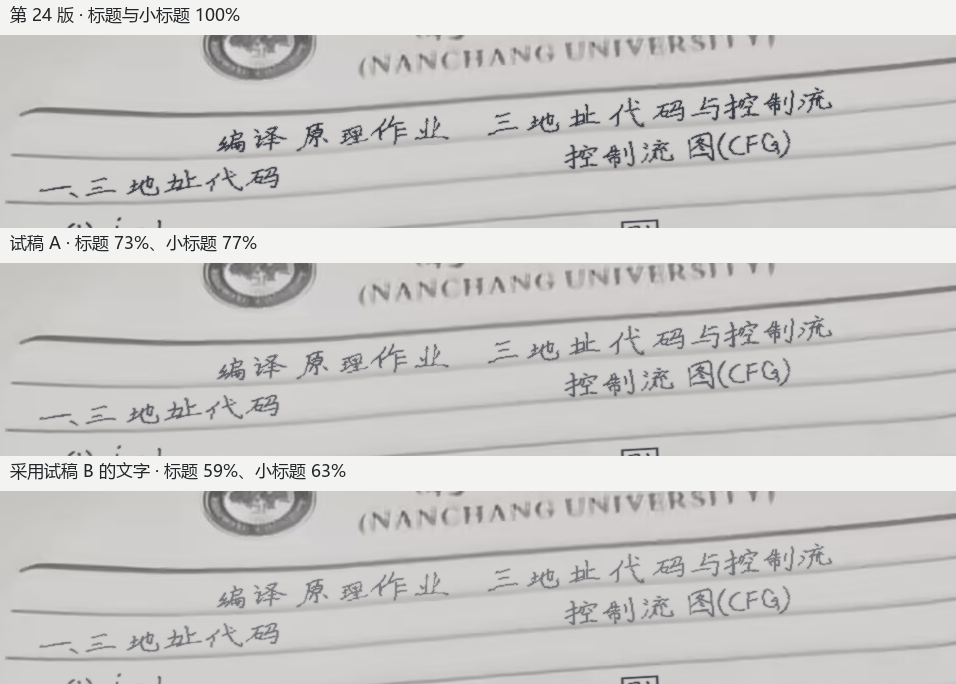 第 24 版 · 标题与小标题 100%
(NANCHANG UNIVERSITY)
编译原理作业 三地址代码与控制流
控制流图(CFG)
一、三地址代码
试稿 A · 标题 73%、小标题 77%
(NANCHANG UNIVERSITY)
编译原理作业 三地址代码与控制流
控制流图(CFG)
一、三地址代码
采用试稿 B 的文字 · 标题 59%、小标题 63%
(NANCHANG UNIVERSITY)
编译原理作业 三地址代码与控制流
控制流图(CFG)
一、三地址代码